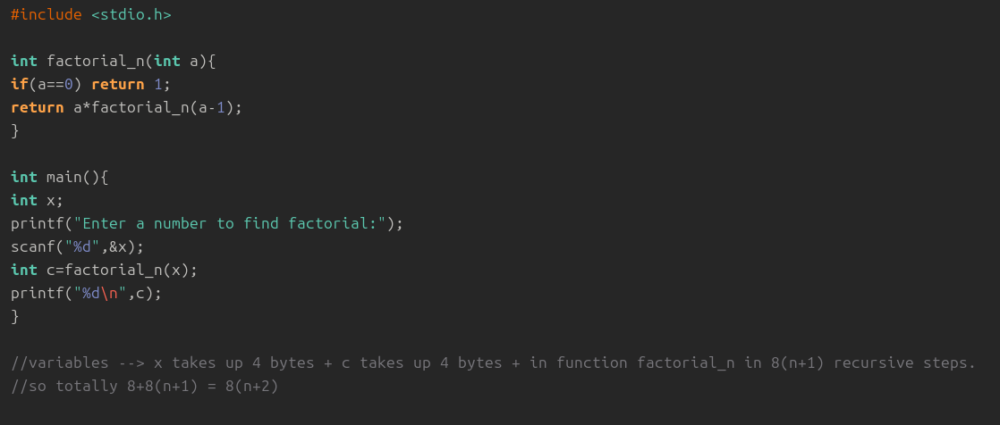 #include <stdio.h>
int factorial_n(int a){
if(a==0) return 1;
return a*factorial_n(a-1);
}
int main(){
int x;
printf("Enter a number to find factorial:");
scanf("%d",&x);
int c=factorial_n(x);
printf("%d\n",c);
}
//variables --> x takes up 4 bytes + c takes up 4 bytes + in function factorial_n in 8(n+1) recursive steps.
//so totally 8+8(n+1) = 8(n+2)